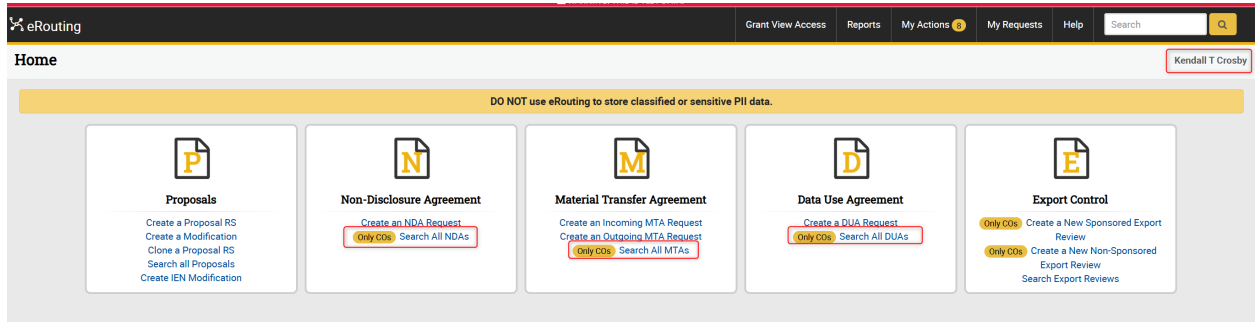 eRouting
Grant View Access Reports My Actions 8 My Requests Help Search
Home
Kendall T Crosby
DO NOT use eRouting to store classified or sensitive PII data.
P
Proposals
Create a Proposal RS
Create a Modification
Clone a Proposal RS
Search all Proposals
Create IEN Modification
N
Non-Disclosure Agreement
Create an NDA Request
Only COs Search All NDAs
M
Material Transfer Agreement
Create an Incoming MTA Request
Create an Outgoing MTA Request
Only COs Search All MTAs
D
Data Use Agreement
Create a DUA Request
Only COs Search All DUAs
E
Export Control
Only COs Create a New Sponsored Export
Review
Only COs Create a New Non-Sponsored
Export Review
Search Export Reviews